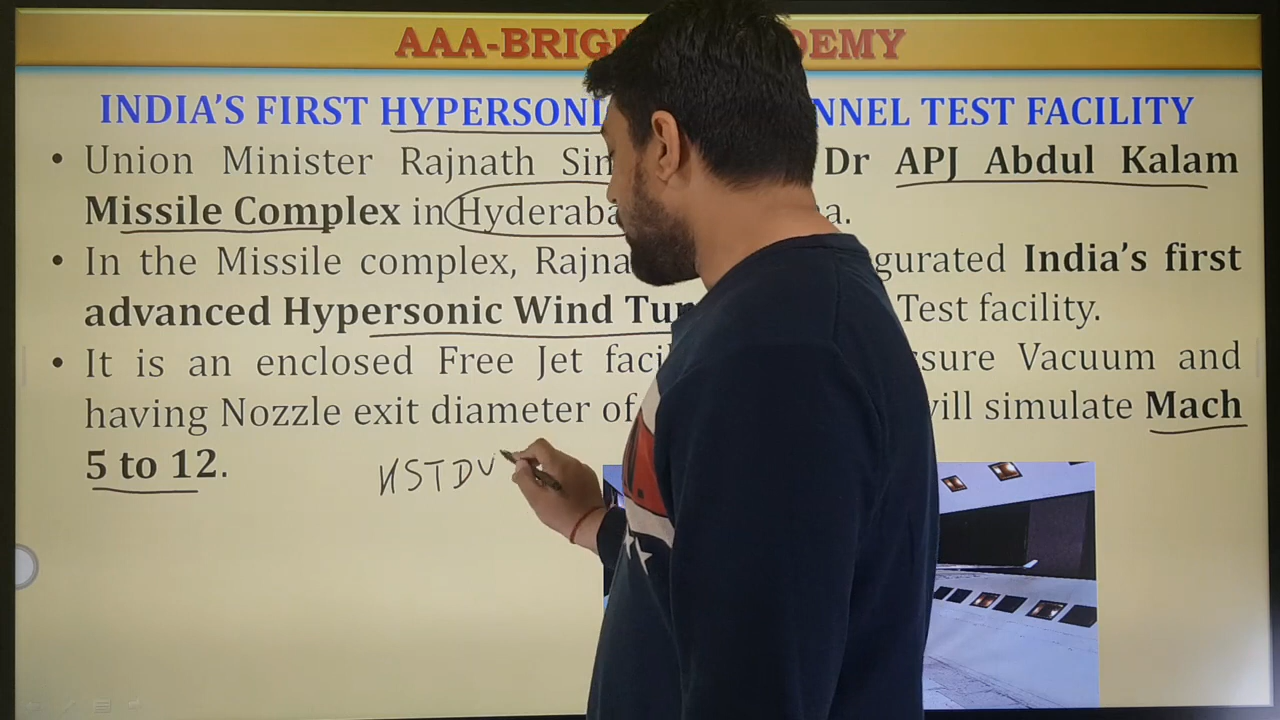 AAA-BRIG DEMY
INDIA'S FIRST HYPERSONI NNEL TEST FACILITY
• Union Minister Rajnath Sin Dr APJ Abdul Kalam
Missile Complex in Hyderaba a.
• In the Missile complex, Rajna gurated India's first
advanced Hypersonic Wind Tu Test facility.
• It is an enclosed Free Jet faci ssure Vacuum and
having Nozzle exit diameter of will simulate Mach
5 to 12.
HSTDV